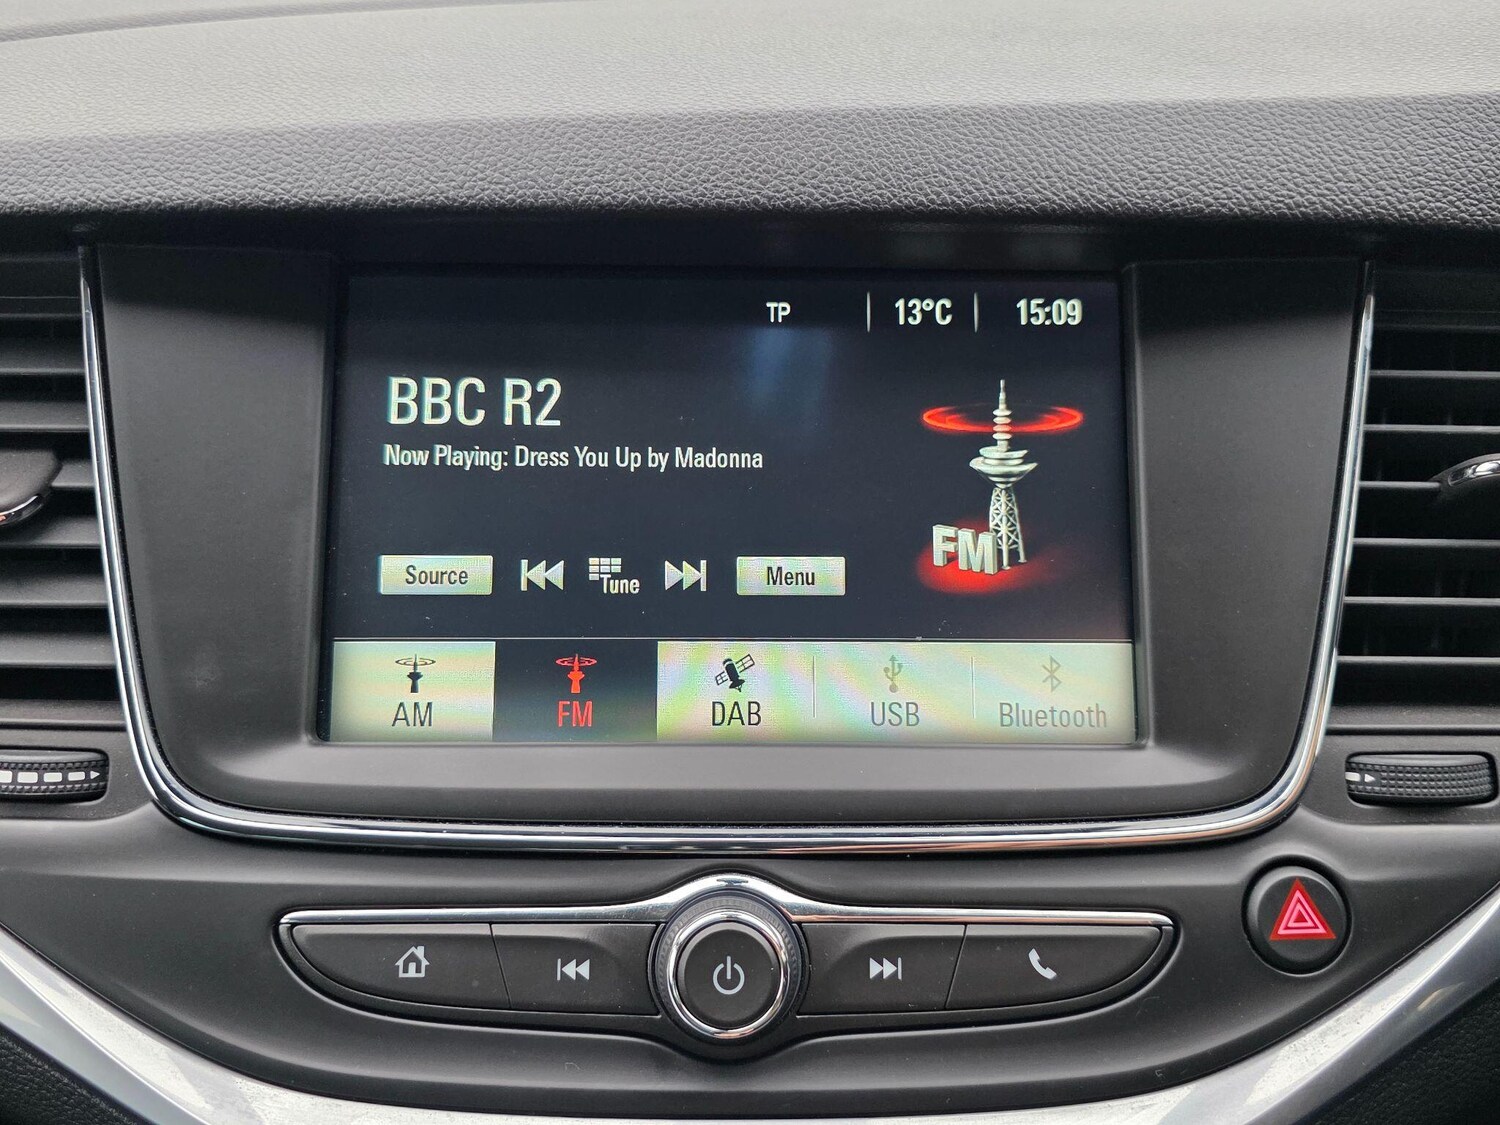 TP 13°C 15:09
BBC R2
Now Playing: Dress You Up by Madonna
FM
Source Tune Menu
AM FM DAB USB Bluetooth